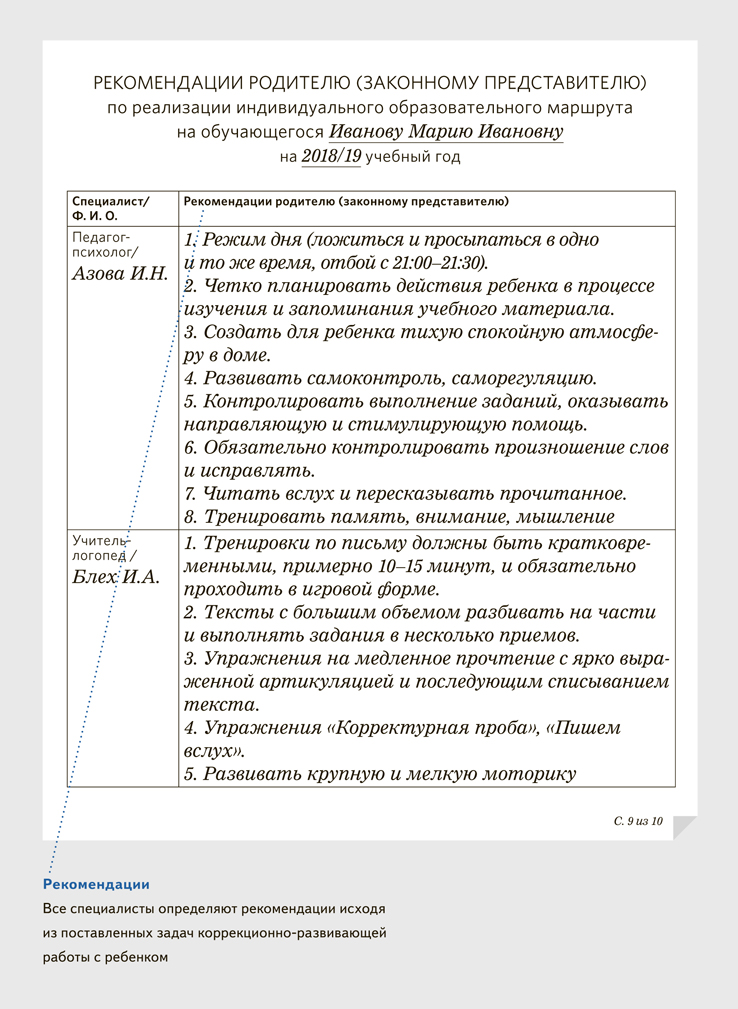 РЕКОМЕНДАЦИИ РОДИТЕЛЮ (ЗАКОННОМУ ПРЕДСТАВИТЕЛЮ)
по реализации индивидуального образовательного маршрута
на обучающегося Иванову Марию Ивановну
на 2018/19 учебный год
Специалист/
Ф. И. О.
Рекомендации родителю (законному представителю)
Педагог-
психолог/
Азова И.Н.
1. Режим дня (ложиться и просыпаться в одно
и то же время, отбой с 21:00–21:30).
2. Четко планировать действия ребенка в процессе
изучения и запоминания учебного материала.
3. Создать для ребенка тихую спокойную атмосфе-
ру в доме.
4. Развивать самоконтроль, саморегуляцию.
5. Контролировать выполнение заданий, оказывать
направляющую и стимулирующую помощь.
6. Обязательно контролировать произношение слов
и исправлять.
7. Читать вслух и пересказывать прочитанное.
8. Тренировать память, внимание, мышление
Учитель-
логопед /
Блех И.А.
1. Тренировки по письму должны быть кратковре-
менными, примерно 10–15 минут, и обязательно
проходить в игровой форме.
2. Тексты с большим объемом разбивать на части
и выполнять задания в несколько приемов.
3. Упражнения на медленное прочтение с ярко выра-
женной артикуляцией и последующим списыванием
текста.
4. Упражнения «Корректурная проба», «Пишем
вслух».
5. Развивать крупную и мелкую моторику
С. 9 из 10
Рекомендации
Все специалисты определяют рекомендации исходя
из поставленных задач коррекционно-развивающей
работы с ребенком